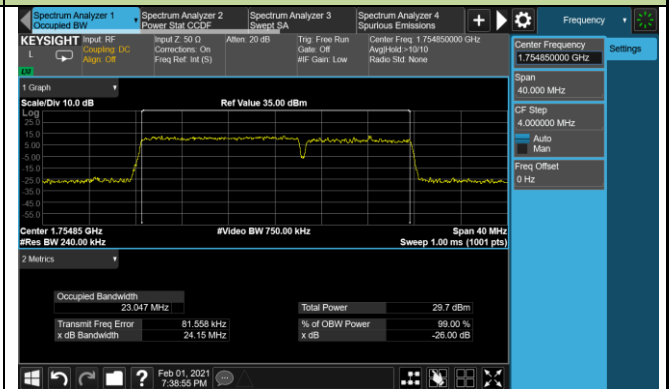 Spectrum Analyzer 1
Occupied BW
Spectrum Analyzer 2
Power Stat CCDF
Spectrum Analyzer 3
Swept SA
Spectrum Analyzer 4
Spurious Emissions
+
Frequency
KEYSIGHT
L
Input: RF
Coupling: DC
Align: Off
Input Z: 50 Ω
Corrections: On
Freq Ref: Int (S)
Atten: 20 dB
Trig: Free Run
Gate: Off
#IF Gain: Low
Center Freq: 1.754850000 GHz
Avg|Hold:>10/10
Radio Std: None
Center Frequency
1.754850000 GHz
Settings
Span
40.000 MHz
CF Step
4.000000 MHz
Auto
Man
Freq Offset
0 Hz
1 Graph
Scale/Div 10.0 dB
Ref Value 35.00 dBm
Log
25.0
15.0
5.00
-5.00
-15.0
-25.0
-35.0
-45.0
-55.0
Center 1.75485 GHz
#Video BW 750.00 kHz
Span 40 MHz
#Res BW 240.00 kHz
Sweep 1.00 ms (1001 pts)
2 Metrics
Occupied Bandwidth
23.047 MHz
Total Power
29.7 dBm
Transmit Freq Error
81.558 kHz
% of OBW Power
99.00 %
x dB Bandwidth
24.15 MHz
x dB
-26.00 dB
?
Feb 01, 2021
7:38:55 PM